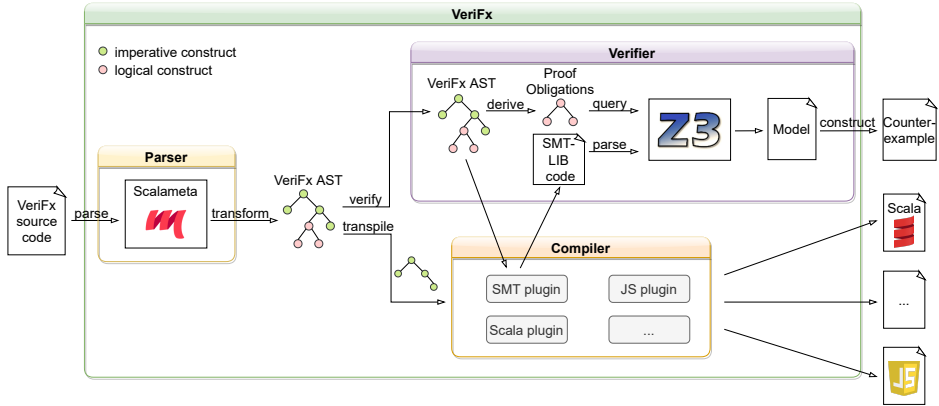 VeriFx
imperative construct
logical construct
Verifier
VeriFx AST
derive
Proof
Obligations
query
Z3
Model
construct
Counter-
example
SMT-
LIB
code
parse
Parser
Scalameta
VeriFx
source
code
parse
transform
VeriFx AST
verify
transpile
Compiler
SMT plugin
JS plugin
Scala plugin
...
Scala
...
JS